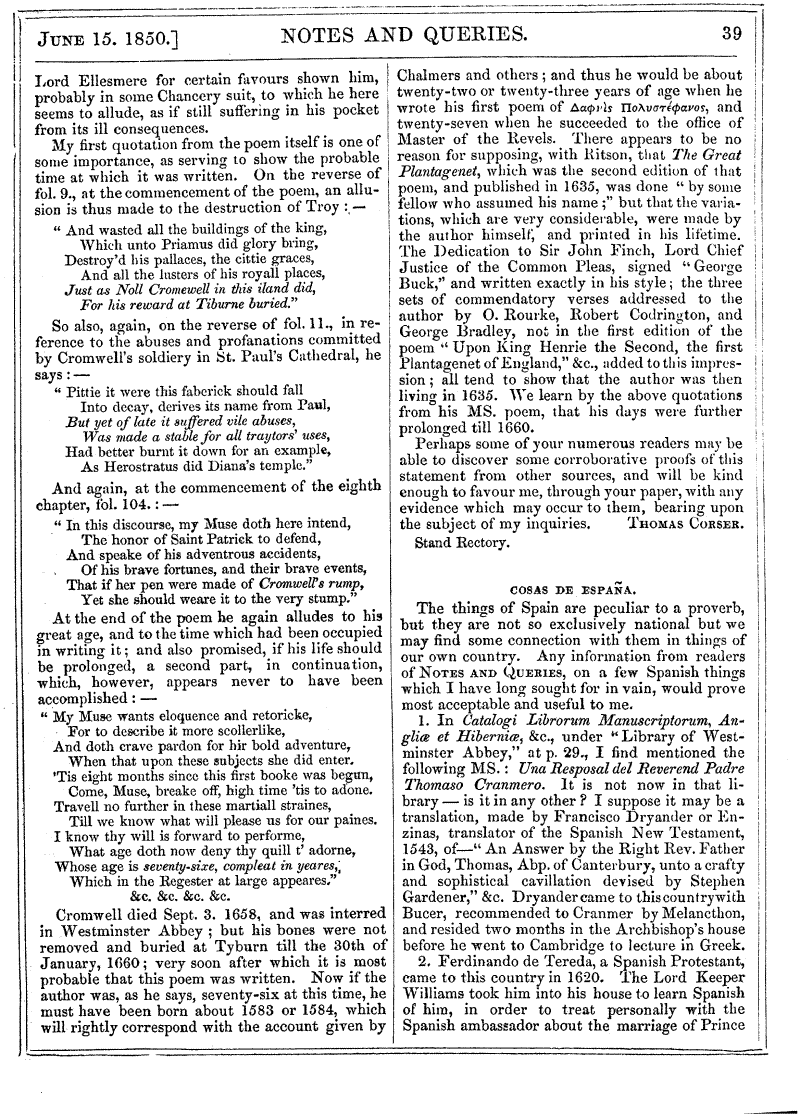 JUNE 15. 1850.] NOTES AND QUERIES. 39
Lord Ellesmere for certain favours shown him,
probably in some Chancery suit, to which he here
seems to allude, as if still suffering in his pocket
from its ill consequences.
My first quotation from the poem itself is one of
some importance, as serving to show the probable
time at which it was written. On the reverse of
fol. 9., at the commencement of the poem, an allu-
sion is thus made to the destruction of Troy:—
“ And wasted all the buildings of the king,
Which unto Priamus did glory bring,
Destroy'd his pallaces, the cittie graces,
And all the lusters of his royall places,
Just as Noll Cromewell in this iland did,
For his reward at Tiburne buried.”
So also, again, on the reverse of fol. 11., in re-
ference to the abuses and profanations committed
by Cromwell's soldiery in St. Paul's Cathedral, he
says:—
“ Pittie it were this faberick should fall
Into decay, derives its name from Paul,
But yet of late it suffered vile abuses,
Was made a stable for all traytors' uses,
Had better burnt it down for an example,
As Herostratus did Diana's temple.”
And again, at the commencement of the eighth
chapter, fol. 104.:—
“ In this discourse, my Muse doth here intend,
The honor of Saint Patrick to defend,
And speake of his adventrous accidents,
Of his brave fortunes, and their brave events,
That if her pen were made of Cromwell's rump,
Yet she should weare it to the very stump.”
At the end of the poem he again alludes to his
great age, and to the time which had been occupied
in writing it; and also promised, if his life should
be prolonged, a second part, in continuation,
which, however, appears never to have been
accomplished:—
“ My Muse wants eloquence and retoricke,
For to describe it more scollerlike,
And doth crave pardon for hir bold adventure,
When that upon these subjects she did enter.
'Tis eight months since this first booke was begun,
Come, Muse, breake off, high time 'tis to adone.
Travell no further in these martiall straines,
Till we know what will please us for our paines.
I know thy will is forward to performe,
What age doth now deny thy quill t' adorne,
Whose age is seventy-sixe, compleat in yeares,
Which in the Regester at large appeares.”
&c. &c. &c. &c.
Cromwell died Sept. 3. 1658, and was interred
in Westminster Abbey; but his bones were not
removed and buried at Tyburn till the 30th of
January, 1660; very soon after which it is most
probable that this poem was written. Now if the
author was, as he says, seventy-six at this time, he
must have been born about 1583 or 1584, which
will rightly correspond with the account given by
Chalmers and others; and thus he would be about
twenty-two or twenty-three years of age when he
wrote his first poem of Δαφνὶς Πολυστέφανος, and
twenty-seven when he succeeded to the office of
Master of the Revels. There appears to be no
reason for supposing, with Ritson, that The Great
Plantagenet, which was the second edition of that
poem, and published in 1635, was done “ by some
fellow who assumed his name;” but that the varia-
tions, which are very considerable, were made by
the author himself, and printed in his lifetime.
The Dedication to Sir John Finch, Lord Chief
Justice of the Common Pleas, signed “ George
Buck,” and written exactly in his style; the three
sets of commendatory verses addressed to the
author by O. Rourke, Robert Codrington, and
George Bradley, not in the first edition of the
poem “ Upon King Henrie the Second, the first
Plantagenet of England,” &c., added to this impres-
sion; all tend to show that the author was then
living in 1635. We learn by the above quotations
from his MS. poem, that his days were further
prolonged till 1660.
Perhaps some of your numerous readers may be
able to discover some corroborative proofs of this
statement from other sources, and will be kind
enough to favour me, through your paper, with any
evidence which may occur to them, bearing upon
the subject of my inquiries. THOMAS CORSER.
Stand Rectory.
COSAS DE ESPAÑA.
The things of Spain are peculiar to a proverb,
but they are not so exclusively national but we
may find some connection with them in things of
our own country. Any information from readers
of NOTES AND QUERIES, on a few Spanish things
which I have long sought for in vain, would prove
most acceptable and useful to me.
1. In Catalogi Librorum Manuscriptorum, An-
gliæ et Hiberniæ, &c., under “ Library of West-
minster Abbey,” at p. 29., I find mentioned the
following MS.: Una Resposal del Reverend Padre
Thomaso Cranmero. It is not now in that li-
brary — is it in any other? I suppose it may be a
translation, made by Francisco Dryander or En-
zinas, translator of the Spanish New Testament,
1543, of—“ An Answer by the Right Rev. Father
in God, Thomas, Abp. of Canterbury, unto a crafty
and sophistical cavillation devised by Stephen
Gardener,” &c. Dryander came to this country with
Bucer, recommended to Cranmer by Melancthon,
and resided two months in the Archbishop's house
before he went to Cambridge to lecture in Greek.
2. Ferdinando de Tereda, a Spanish Protestant,
came to this country in 1620. The Lord Keeper
Williams took him into his house to learn Spanish
of him, in order to treat personally with the
Spanish ambassador about the marriage of Prince